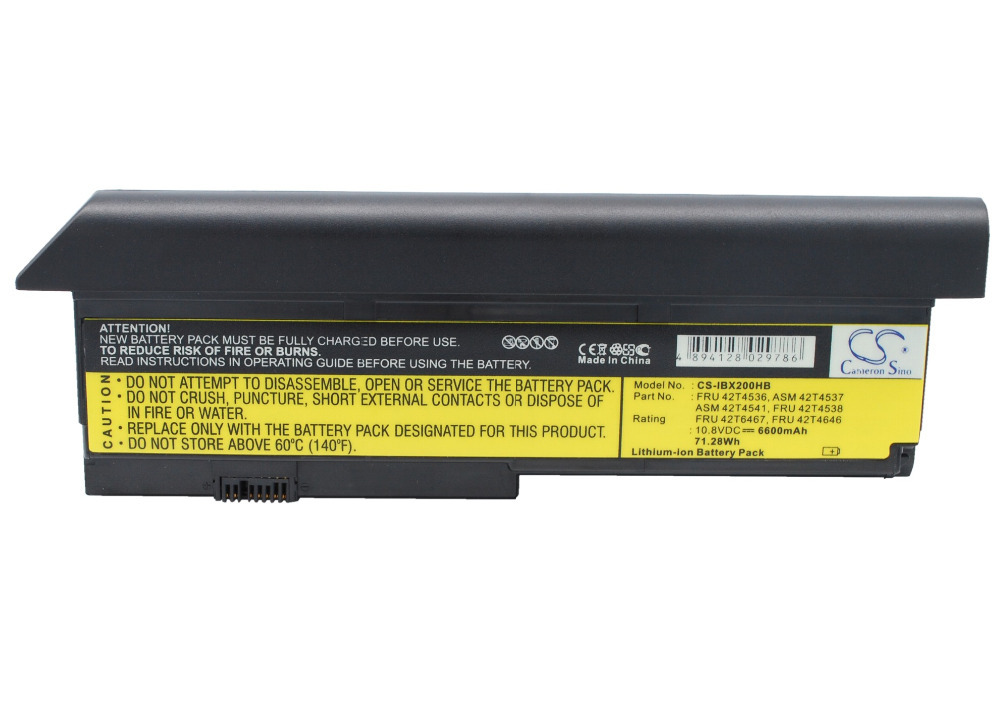 ATTENTION!
NEW BATTERY PACK MUST BE FULLY CHARGED BEFORE USE.
TO REDUCE RISK OF FIRE OR BURNS.
READ INSTRUCTIONS IN OPERATING GUIDE BEFORE USING THE BATTERY.
CE
Made In China
4 894128 029786
CS
Cameron Sino
CAUTION
• DO NOT ATTEMPT TO DISASSEMBLE, OPEN OR SERVICE THE BATTERY PACK.
• DO NOT CRUSH, PUNCTURE, SHORT EXTERNAL CONTACTS OR DISPOSE OF
IN FIRE OR WATER.
• REPLACE ONLY WITH THE BATTERY PACK DESIGNATED FOR THIS PRODUCT.
• DO NOT STORE ABOVE 60°C (140°F).
Model No. : CS-IBX200HB
Part No. : FRU 42T4536, ASM 42T4537
ASM 42T4541, FRU 42T4538
FRU 42T6467, FRU 42T4646
Rating : 10.8VDC 6600mAh
71.28Wh
Lithium-ion Battery Pack